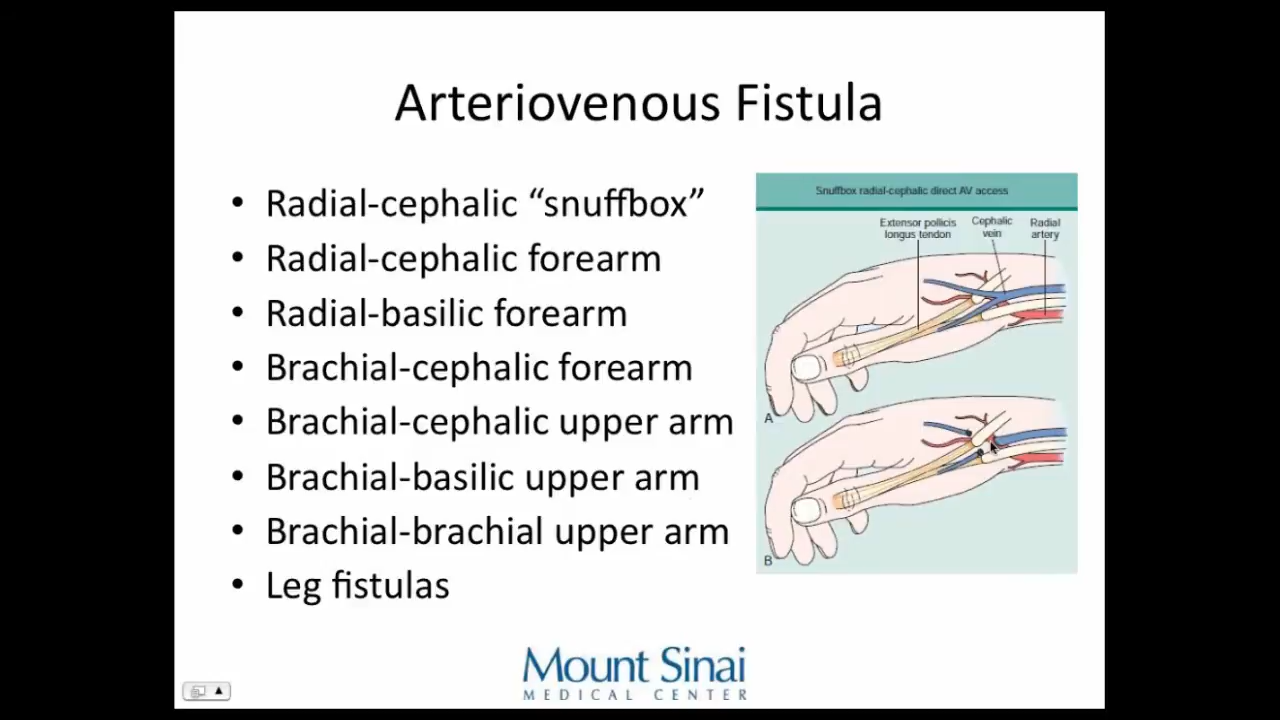 Arteriovenous Fistula
• Radial-cephalic “snuffbox”
• Radial-cephalic forearm
• Radial-basilic forearm
• Brachial-cephalic forearm
• Brachial-cephalic upper arm
• Brachial-basilic upper arm
• Brachial-brachial upper arm
• Leg fistulas
Snuffbox radial-cephalic direct AV access
Extensor pollicis
longus tendon
Cephalic
vein
Radial
artery
A
B
Mount Sinai
MEDICAL CENTER